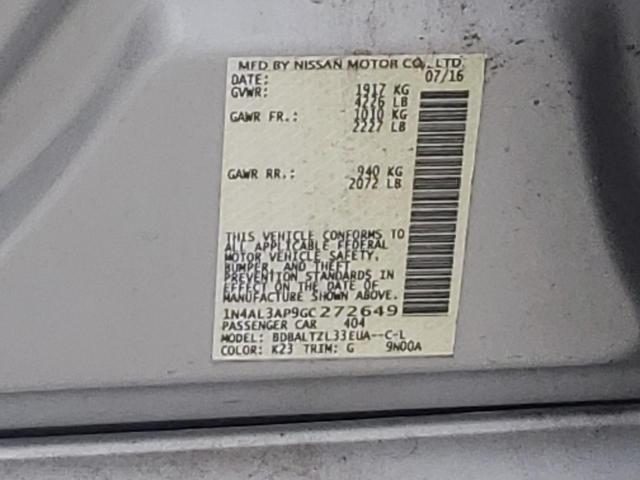 MFD BY NISSAN MOTOR CO., LTD
DATE: 07/16
GVWR: 1917 KG
4226 LB
GAWR FR.: 1010 KG
2227 LB
GAWR RR.: 940 KG
2072 LB
THIS VEHICLE CONFORMS TO
ALL APPLICABLE FEDERAL
MOTOR VEHICLE SAFETY,
BUMPER, AND THEFT
PREVENTION STANDARDS IN
EFFECT ON THE DATE OF
MANUFACTURE SHOWN ABOVE.
1N4AL3AP9GC272649
PASSENGER CAR 404
MODEL: BDBALTZL33EUA--C-L
COLOR: K23 TRIM: G 9N00A